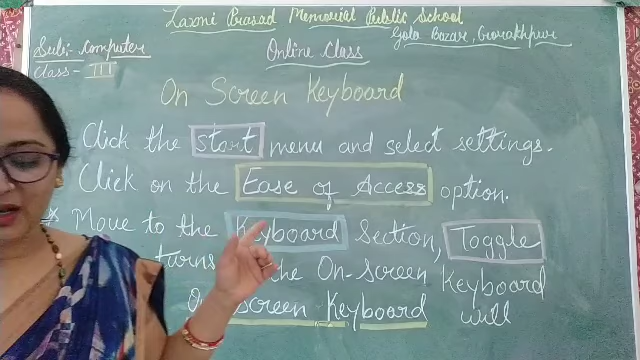 Laxmi Prasad Memorial Public School
Gola Bazar, Gorakhpur
Sub:- Computer
Class - III
Online Class
On Screen Keyboard
Click the start menu and select settings.
Click on the Ease of Access option.
* Move to the Keyboard Section, Toggle
turns the On-Screen Keyboard
Screen Keyboard will